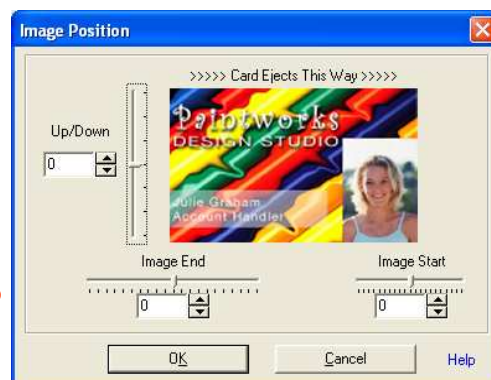 Image Position
>>>>> Card Ejects This Way >>>>>
Up/Down
0
Paintworks
DESIGN STUDIO
Julie Graham
Account Handler
Image End
Image Start
0
0
OK
Cancel
Help